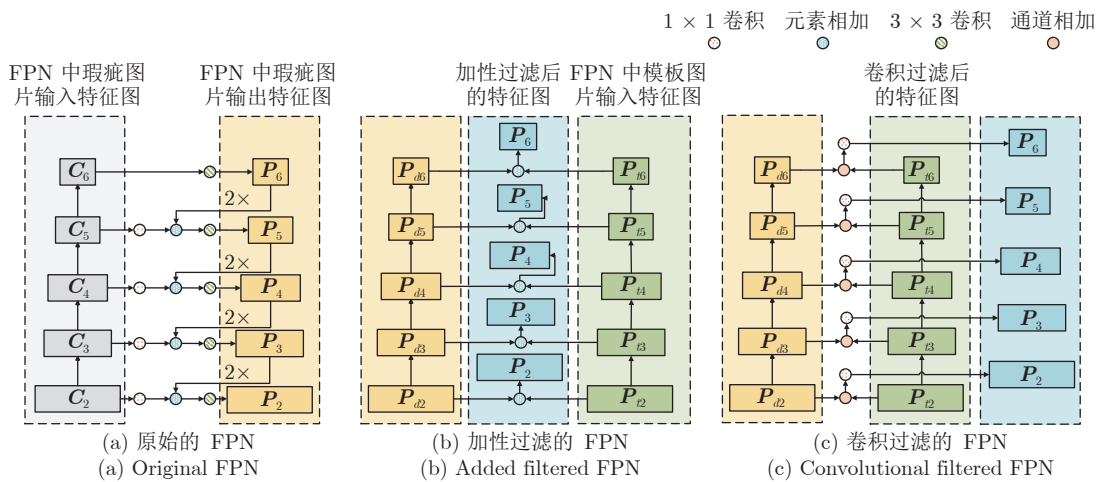 1 × 1 卷积 元素相加 3 × 3 卷积 通道相加
FPN 中瑕疵图
片输入特征图
FPN 中瑕疵图
片输出特征图
C6
P6
2×
C5
P5
2×
C4
P4
2×
C3
P3
2×
C2
P2
(a) 原始的 FPN
(a) Original FPN
加性过滤后
的特征图
FPN 中模板图
片输入特征图
P6
Pd6
Pt6
P5
Pd5
Pt5
P4
Pd4
Pt4
P3
Pd3
Pt3
P2
Pd2
Pt2
(b) 加性过滤的 FPN
(b) Added filtered FPN
卷积过滤后
的特征图
P6
Pd6
Pt6
P5
Pd5
Pt5
P4
Pd4
Pt4
P3
Pd3
Pt3
P2
Pd2
Pt2
(c) 卷积过滤的 FPN
(c) Convolutional filtered FPN